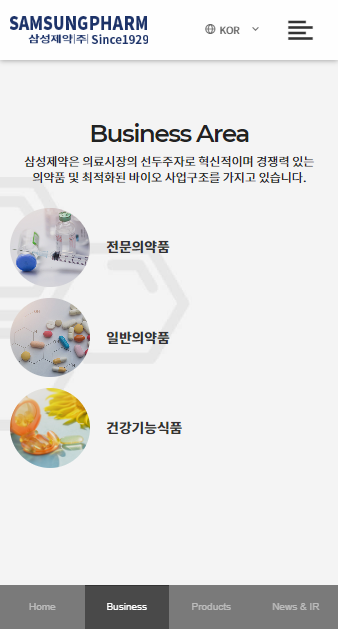 SAMSUNGPHARM
삼성제약(주) Since1929
KOR
Business Area
삼성제약은 의료시장의 선두주자로 혁신적이며 경쟁력 있는
의약품 및 최적화된 바이오 사업구조를 가지고 있습니다.
전문의약품
일반의약품
건강기능식품
Home
Business
Products
News & IR